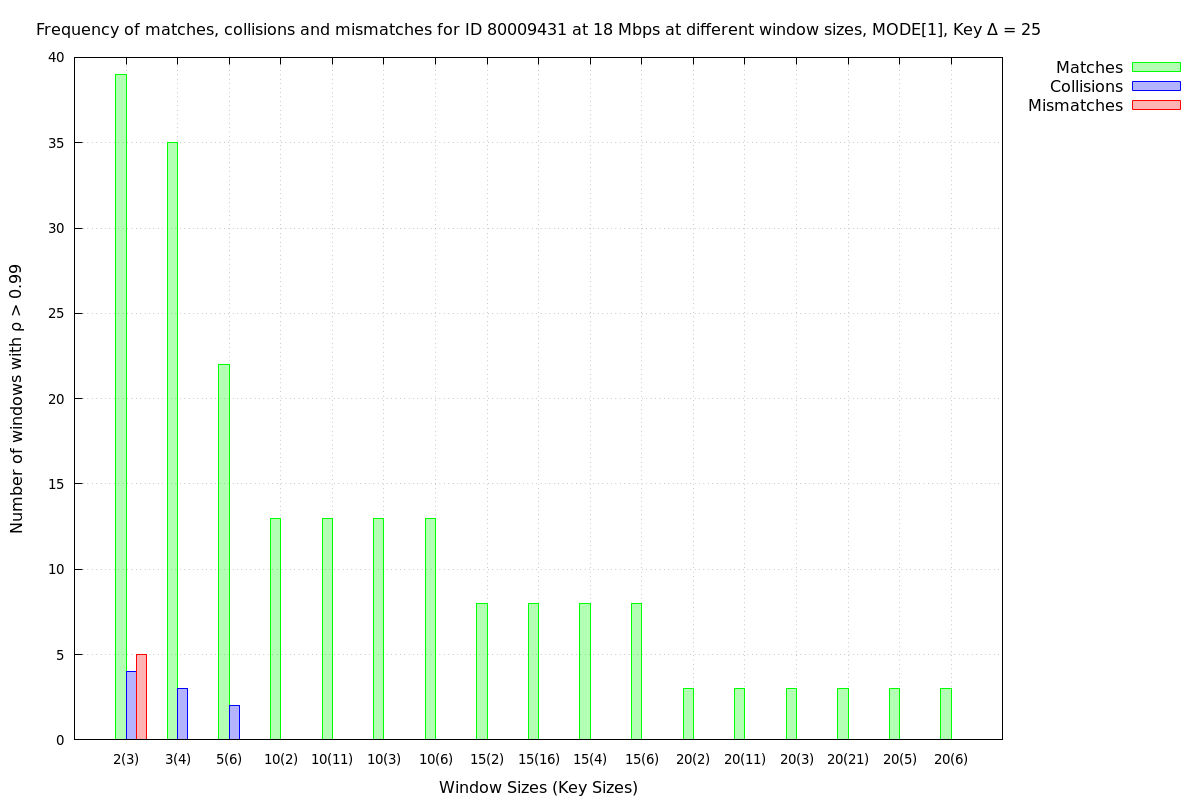 Frequency of matches, collisions and mismatches for ID 80009431 at 18 Mbps at different window sizes, MODE[1], Key Δ = 25
Matches
Collisions
Mismatches
Number of windows with ρ > 0.99
40
35
30
25
20
15
10
5
0
2(3) 3(4) 5(6) 10(2) 10(11) 10(3) 10(6) 15(2) 15(16) 15(4) 15(6) 20(2) 20(11) 20(3) 20(21) 20(5) 20(6)
Window Sizes (Key Sizes)